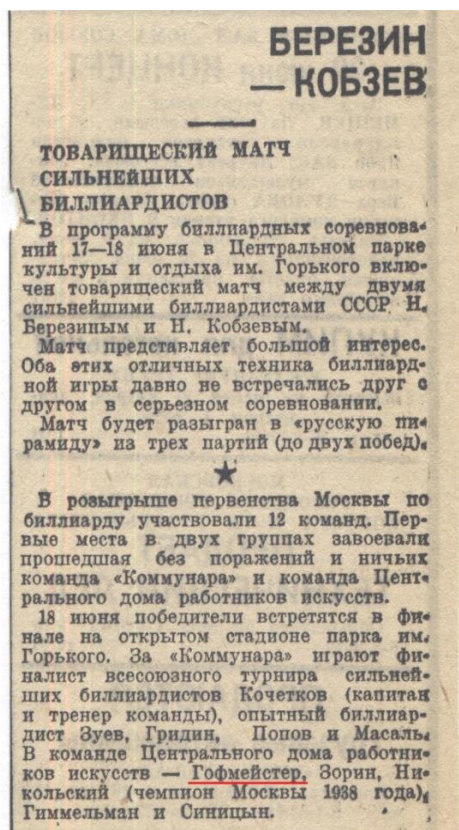 БЕРЕЗИН
— КОБЗЕВ
ТОВАРИЩЕСКИЙ МАТЧ
СИЛЬНЕЙШИХ
БИЛЛИАРДИСТОВ
В программу биллиардных соревнова-
ний 17—18 июня в Центральном парке
культуры и отдыха им. Горького вклю-
чен товарищеский матч между двумя
сильнейшими биллиардистами СССР Н.
Березиным и Н. Кобзевым.
Матч представляет большой интерес.
Оба этих отличных техника биллиард-
ной игры давно не встречались друг с
другом в серьезном соревновании.
Матч будет разыгран в «русскую пи-
рамиду» из трех партий (до двух побед).
В розыгрыше первенства Москвы по
биллиарду участвовали 12 команд. Пер-
вые места в двух группах завоевали
прошедшая без поражений и ничьих
команда «Коммунара» и команда Цент-
рального дома работников искусств.
18 июня победители встретятся в фи-
нале на открытом стадионе парка им.
Горького. За «Коммунара» играют фи-
налист всесоюзного турнира сильней-
ших биллиардистов Кочетков (капитан
и тренер команды), опытный биллиар-
дист Зуев, Гридин, Попов и Масаль.
В команде Центрального дома работни-
ков искусств — Гофмейстер, Зорин, Ни-
кольский (чемпион Москвы 1938 года),
Гиммельман и Синицын.